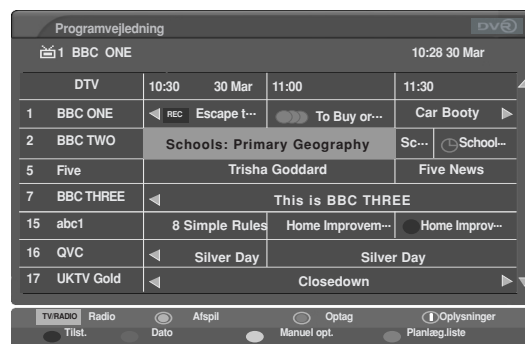 Programvejledning DVR
1 BBC ONE 10:28 30 Mar
DTV 10:30 30 Mar 11:00 11:30
1 BBC ONE REC Escape t··· To Buy or··· Car Booty
2 BBC TWO Schools: Primary Geography Sc··· School···
5 Five Trisha Goddard Five News
7 BBC THREE This is BBC THREE
15 abc1 8 Simple Rules Home Improvem··· Home Improv···
16 QVC Silver Day Silver Day
17 UKTV Gold Closedown
TV/RADIO Radio Afspil Optag Oplysninger
Tilst. Dato Manuel opt. Planlæg.liste